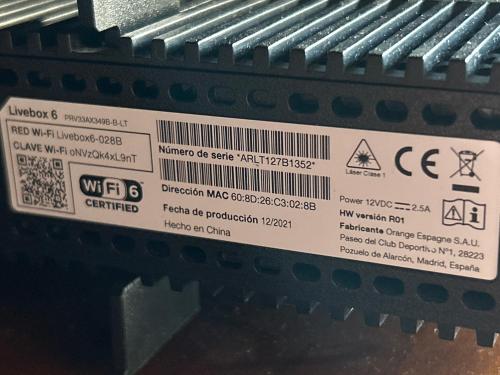 Livebox 6 PRV33AX349B-B-LT
RED Wi-Fi Livebox6-028B
CLAVE Wi-Fi oNVzQk4xL9nT
Wi Fi 6
CERTIFIED
Número de serie *ARLT127B1352*
Dirección MAC 60:8D:26:C3:02:8B
Fecha de producción 12/2021
Hecho en China
Láser Clase 1
CE
Power 12VDC 2.5A
HW versión R01
Fabricante Orange Espagne S.A.U.
Paseo del Club Deportivo Nº1, 28223
Pozuelo de Alarcón, Madrid, España